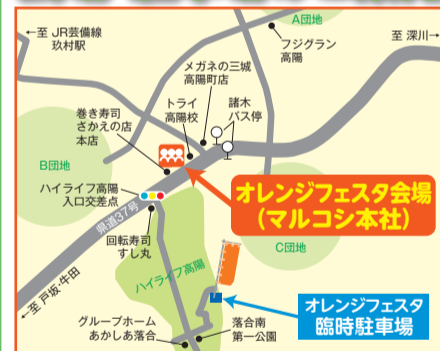 A団地
←至 JR芸備線
玖村駅
フジグラン
高陽
至 深川→
メガネの三城
高陽町店
トライ
高陽校
諸木
バス停
巻き寿司
さかえの店
本店
B団地
ハイライフ高陽
入口交差点
オレンジフェスタ会場
(マルコシ本社)
県道37号
回転寿司
すし丸
C団地
ハイライフ高陽
←至 戸坂・牛田
オレンジフェスタ
臨時駐車場
グループホーム
あかしあ落合
落合南
第一公園